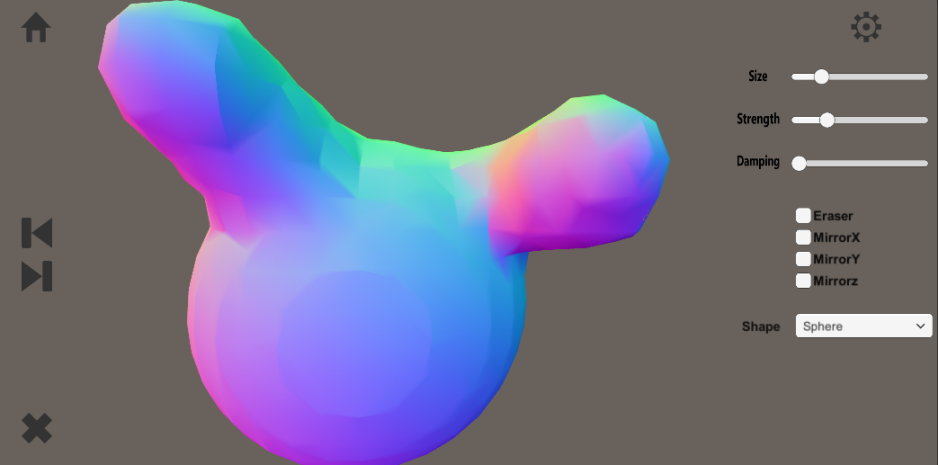 Size
Strength
Damping
Eraser
MirrorX
MirrorY
Mirrorz
Shape Sphere